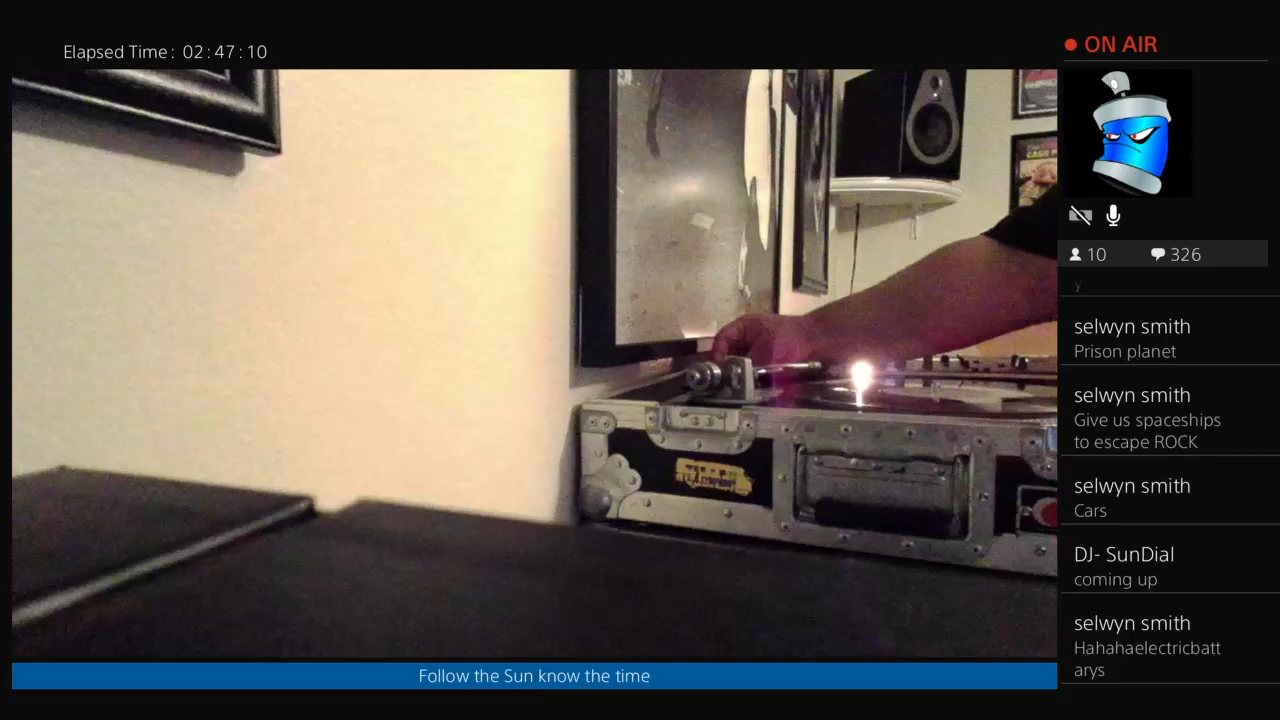 Elapsed Time: 02:47:10
ON AIR
10
326
y
selwyn smith
Prison planet
selwyn smith
Give us spaceships
to escape ROCK
selwyn smith
Cars
DJ- SunDial
coming up
selwyn smith
Hahahaelectricbatt
arys
Follow the Sun know the time